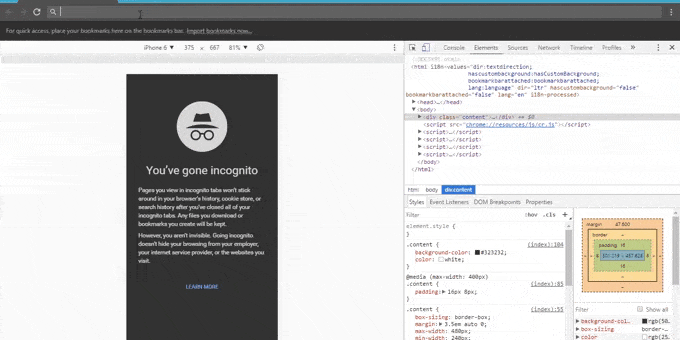 For quick access, place your bookmarks here on the bookmarks bar. Import bookmarks now...
iPhone 6 ▼ 375 x 667 81% ▼
You've gone incognito
Pages you view in incognito tabs won't stick
around in your browser's history, cookie store, or
search history after you've closed all of your
incognito tabs. Any files you download or
bookmarks you create will be kept.
However, you aren't invisible. Going incognito
doesn't hide your browsing from your employer,
your internet service provider, or the websites you
visit.
LEARN MORE
Console Elements Sources Network Timeline Profiles »
<html i18n-values="dir:textdirection;
hascustombackground:hasCustomBackground;
bookmarkbarattached:bookmarkbarattached;
lang:language" dir="ltr" hascustombackground="false"
bookmarkbarattached="false" lang="en" i18n-processed>
▶<head>…</head>
▼<body>
▶<div class="content">…</div> == $0
<script src="chrome://resources/js/cr.js"></script>
▶<script>…</script>
▶<script>…</script>
▶<script>…</script>
▶<script>…</script>
</body>
</html>
html body div.content
Styles Event Listeners DOM Breakpoints Properties
Filter :hov .cls +
element.style {
}
.content { (index):104
background-color: #323232;
color: white;
}
@media (max-width: 400px)
.content { (index):85
padding: ▶16px 8px;
}
.content { (index):55
box-sizing: border-box;
margin: ▶3.5em auto 0;
max-width: 480px;
min-width: 240px;
margin 47.600
border –
padding 16
16
–
Filter Show all
▶background-col… rgb(50…
▶box-sizing border-…
▶color rgb(25…